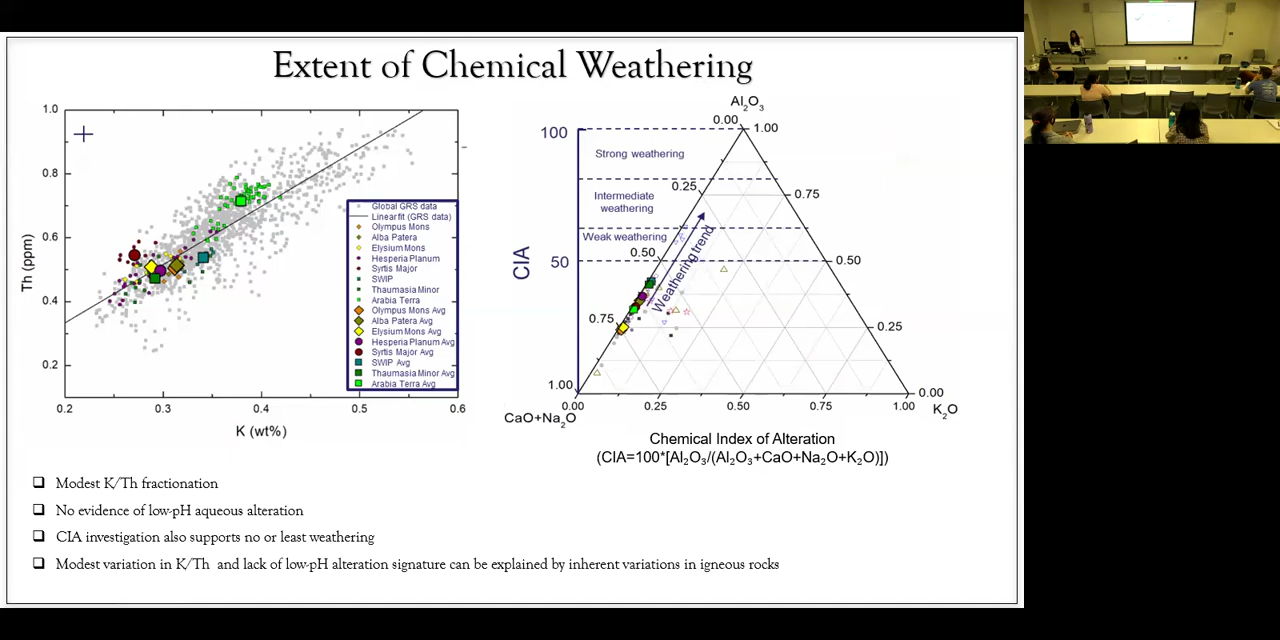 Extent of Chemical Weathering
1.0
0.8
0.6
0.4
0.2
Th (ppm)
0.2
0.3
0.4
0.5
0.6
K (wt%)
Global GRS data
Linear fit (GRS data)
Olympus Mons
Alba Patera
Elysium Mons
Hesperia Planum
Syrtis Major
SWIP
Thaumasia Minor
Arabia Terra
Olympus Mons Avg
Alba Patera Avg
Elysium Mons Avg
Hesperia Planum Avg
Syrtis Major Avg
SWIP Avg
Thaumasia Minor Avg
Arabia Terra Avg
Al₂O₃
100
0.00
1.00
Strong weathering
0.25
0.75
Intermediate
weathering
Weak weathering
CIA
50
0.50
0.50
Weathering trend
0.75
0.25
1.00
0.00
0.00
0.25
0.50
0.75
1.00
CaO+Na₂O
K₂O
Chemical Index of Alteration
(CIA=100*[Al₂O₃/(Al₂O₃+CaO+Na₂O+K₂O)])
❑ Modest K/Th fractionation
❑ No evidence of low-pH aqueous alteration
❑ CIA investigation also supports no or least weathering
❑ Modest variation in K/Th and lack of low-pH alteration signature can be explained by inherent variations in igneous rocks